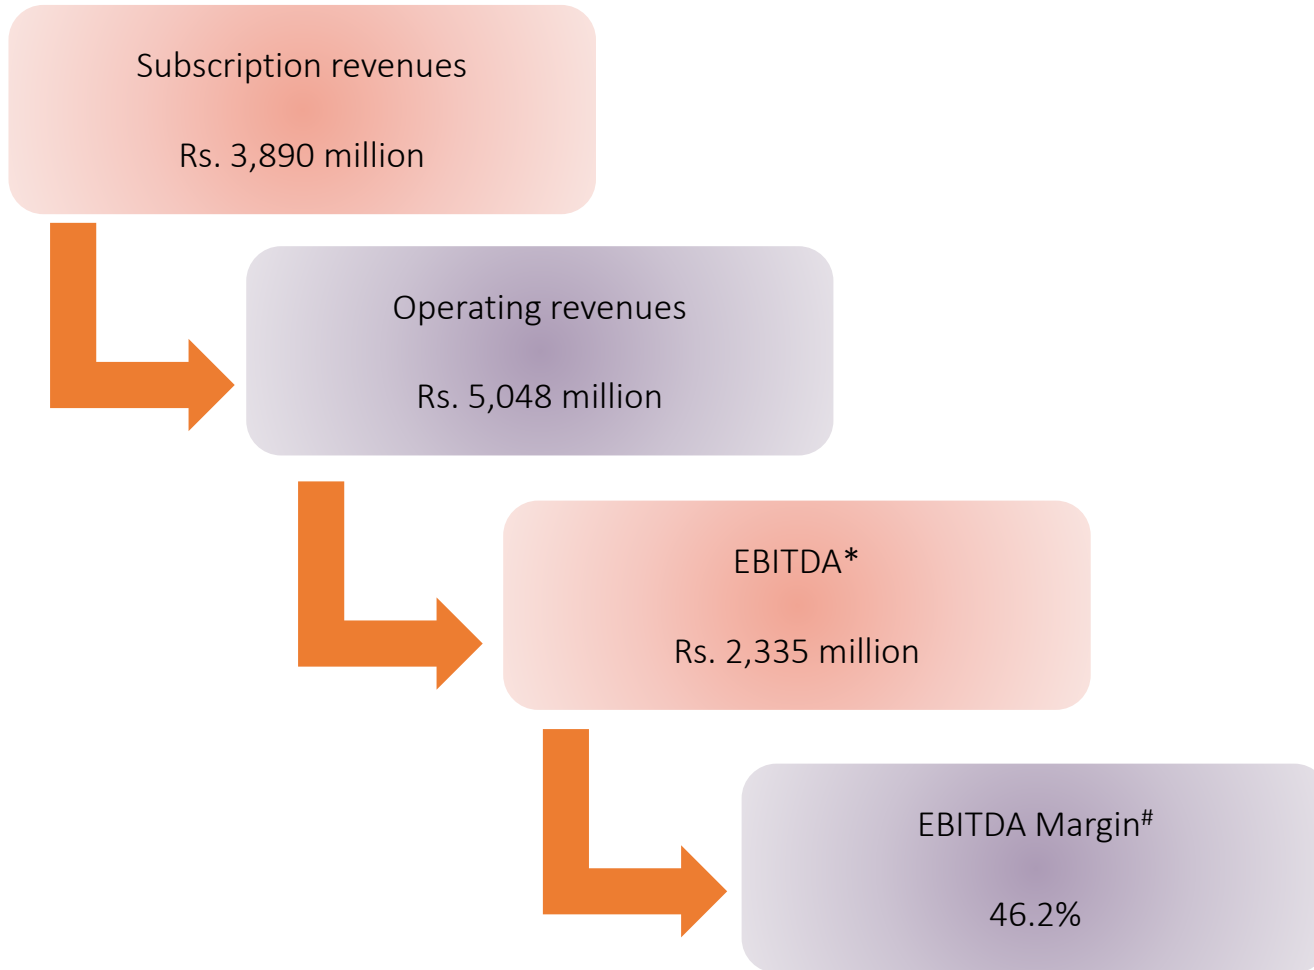 Subscription revenues
Rs. 3,890 million
Operating revenues
Rs. 5,048 million
EBITDA*
Rs. 2,335 million
EBITDA Margin#
46.2%